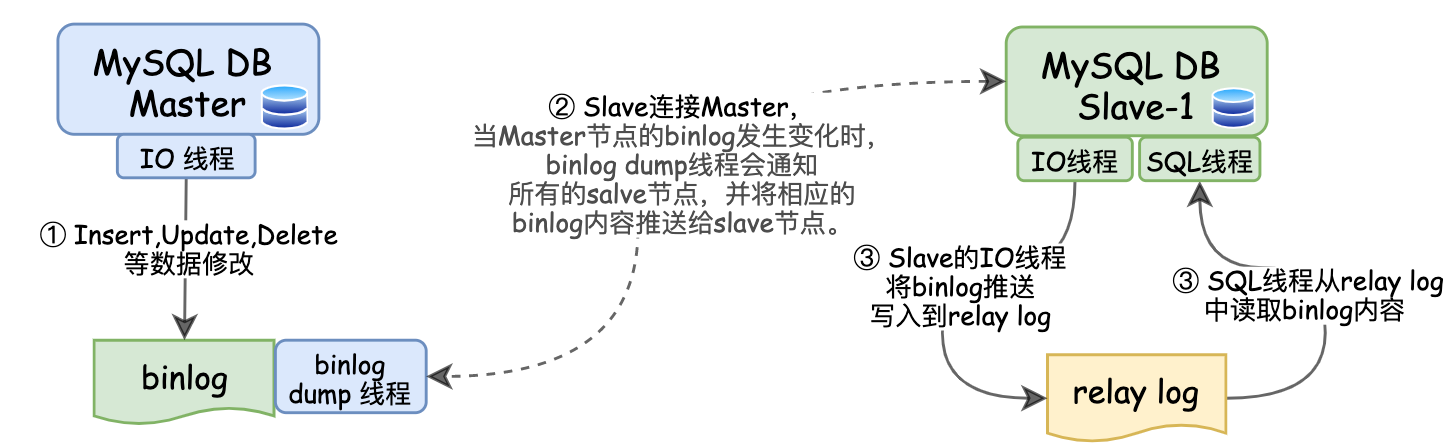 MySQL DB
Master
IO 线程
① Insert,Update,Delete
等数据修改
binlog
binlog
dump 线程
② Slave连接Master，
当Master节点的binlog发生变化时，
binlog dump线程会通知
所有的salve节点，并将相应的
binlog内容推送给slave节点。
MySQL DB
Slave-1
IO线程
SQL线程
③ Slave的IO线程
将binlog推送
写入到relay log
③ SQL线程从relay log
中读取binlog内容
relay log